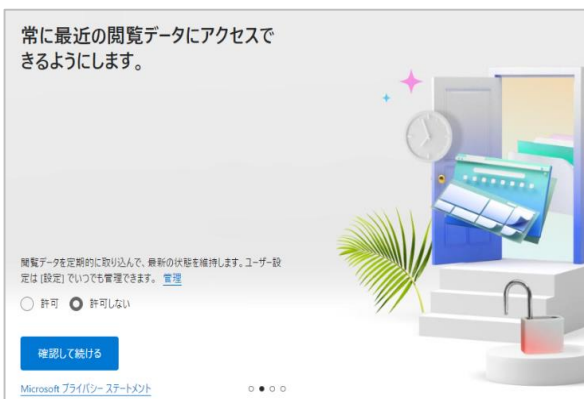 常に最近の閲覧データにアクセスで
きるようにします。
閲覧データを定期的に取り込んで、最新の状態を維持します。ユーザー設
定は [設定] でいつでも管理できます。 管理
許可 許可しない
確認して続ける
Microsoft プライバシー ステートメント